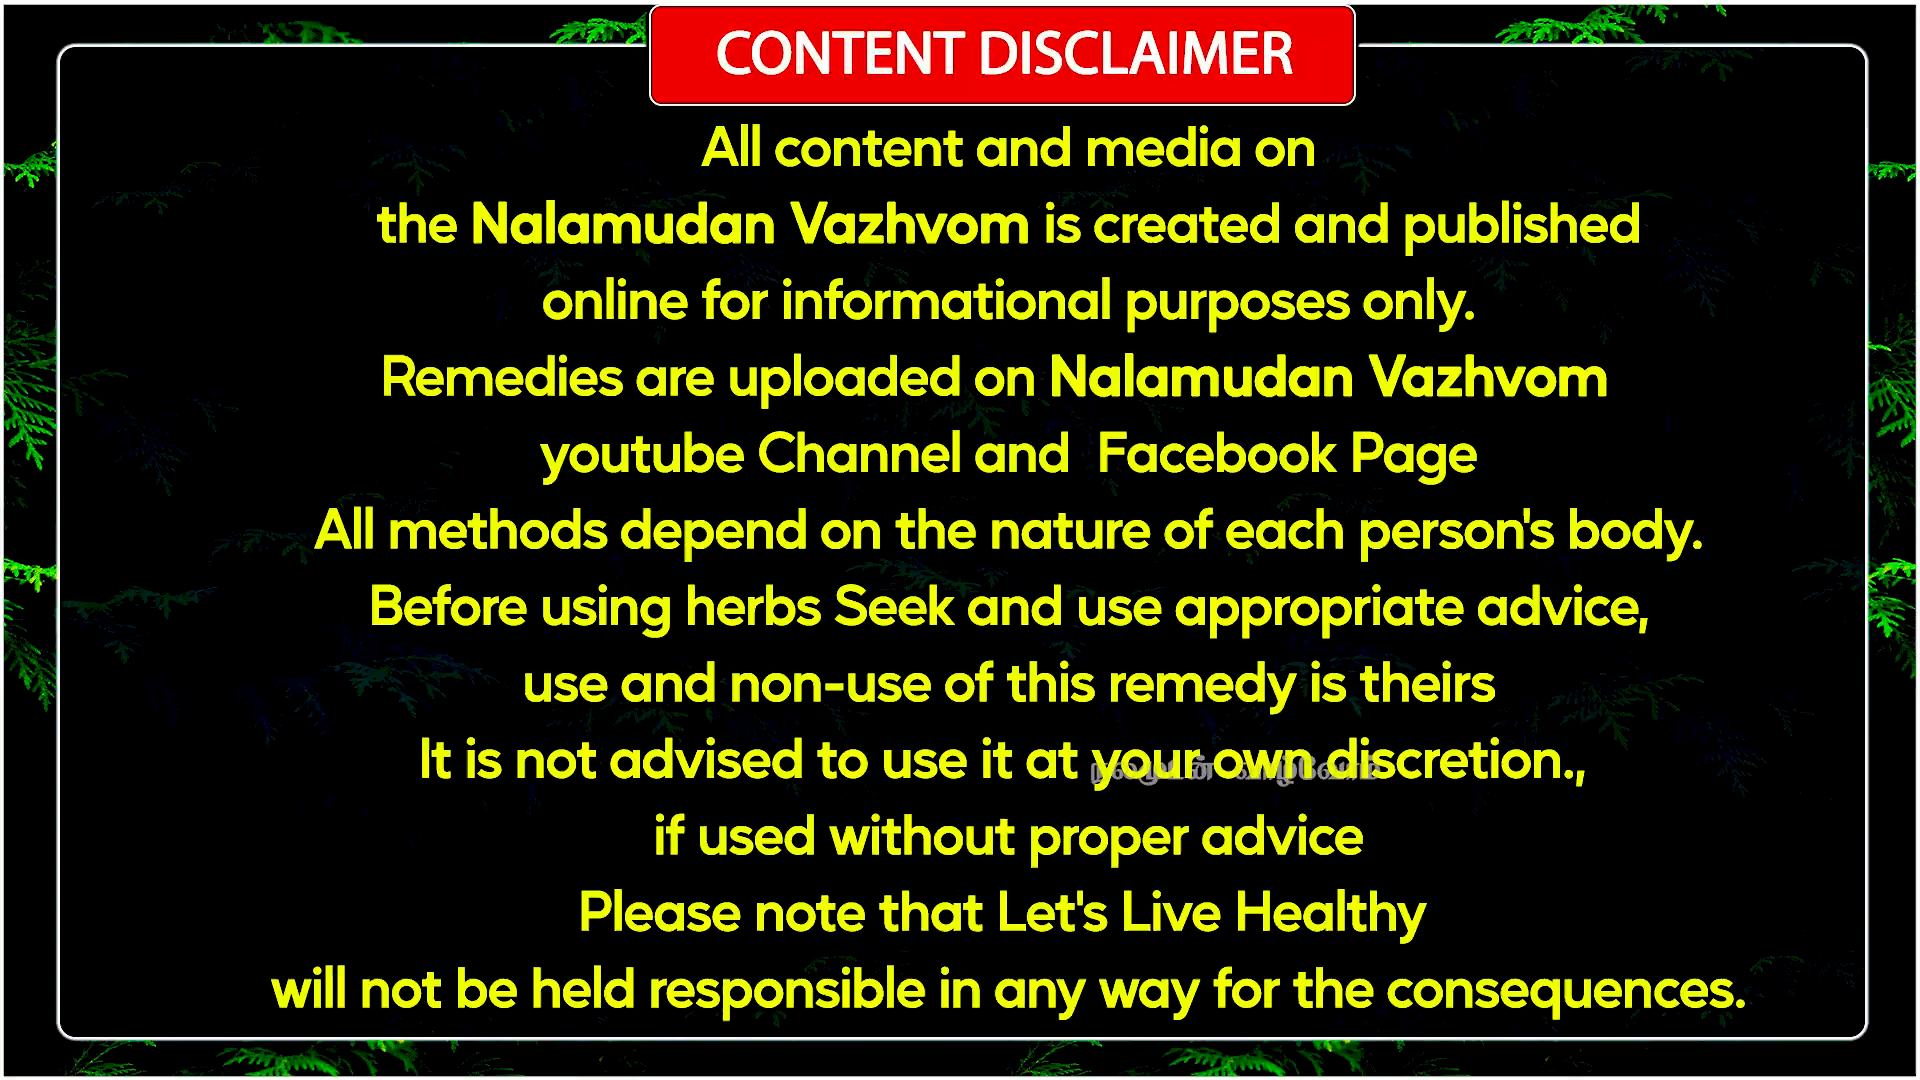 CONTENT DISCLAIMER
All content and media on
the Nalamudan Vazhvom is created and published
online for informational purposes only.
Remedies are uploaded on Nalamudan Vazhvom
youtube Channel and  Facebook Page
All methods depend on the nature of each person's body.
Before using herbs Seek and use appropriate advice,
use and non-use of this remedy is theirs
It is not advised to use it at your own discretion.,
நலமுடன் வாழ்வோம்
if used without proper advice
Please note that Let's Live Healthy
will not be held responsible in any way for the consequences.